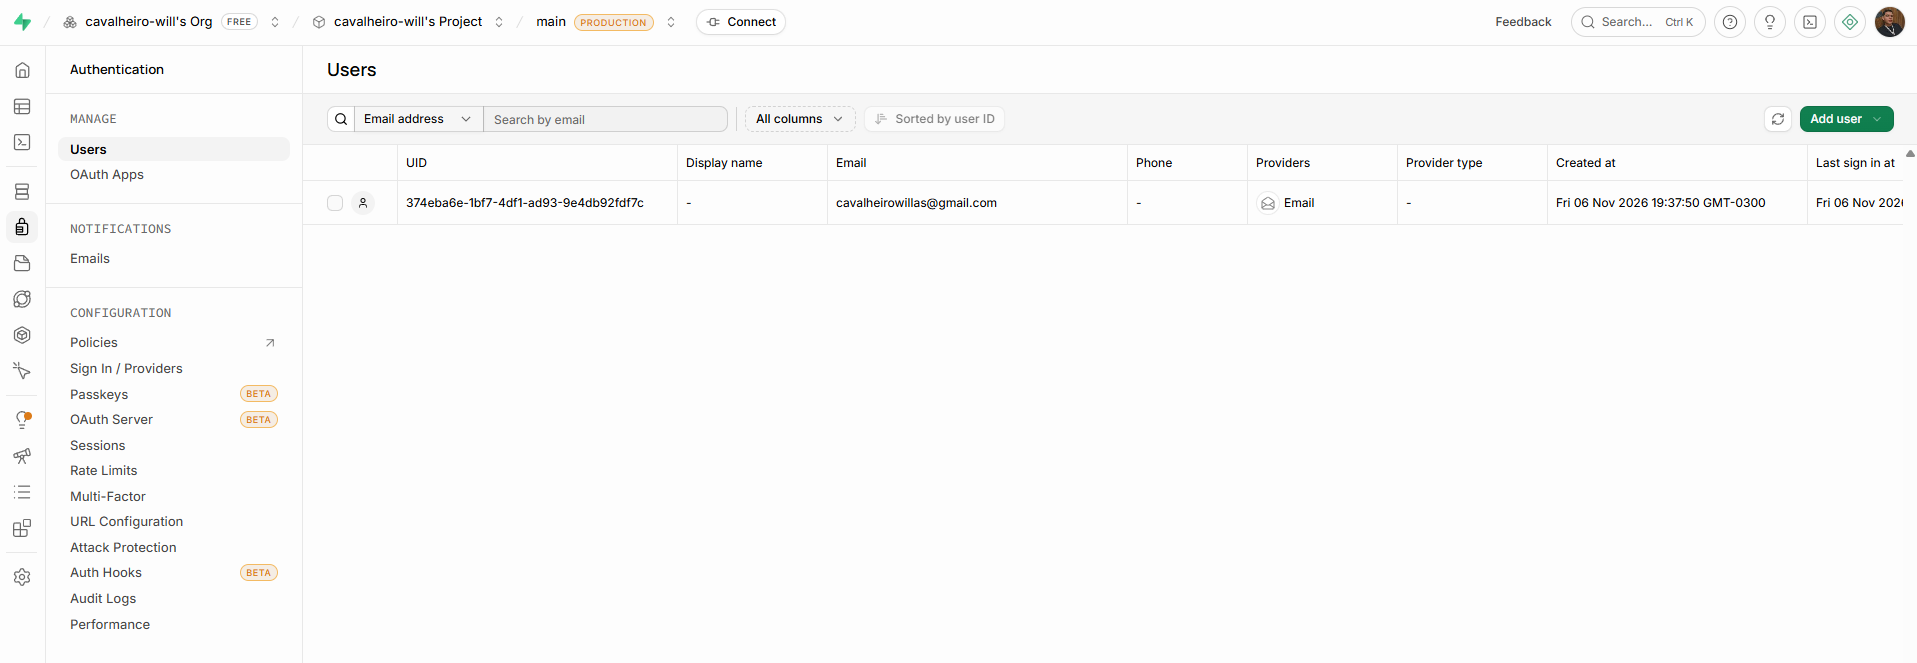 cavalheiro-will's Org FREE cavalheiro-will's Project main PRODUCTION Connect Feedback Search... Ctrl K
Authentication
MANAGE
Users
OAuth Apps
NOTIFICATIONS
Emails
CONFIGURATION
Policies
Sign In / Providers
Passkeys BETA
OAuth Server BETA
Sessions
Rate Limits
Multi-Factor
URL Configuration
Attack Protection
Auth Hooks BETA
Audit Logs
Performance
Users
Email address Search by email All columns Sorted by user ID Add user
UID Display name Email Phone Providers Provider type Created at Last sign in at
374eba6e-1bf7-4df1-ad93-9e4db92fdf7c - cavalheirowillas@gmail.com - Email - Fri 06 Nov 2026 19:37:50 GMT-0300 Fri 06 Nov 2026